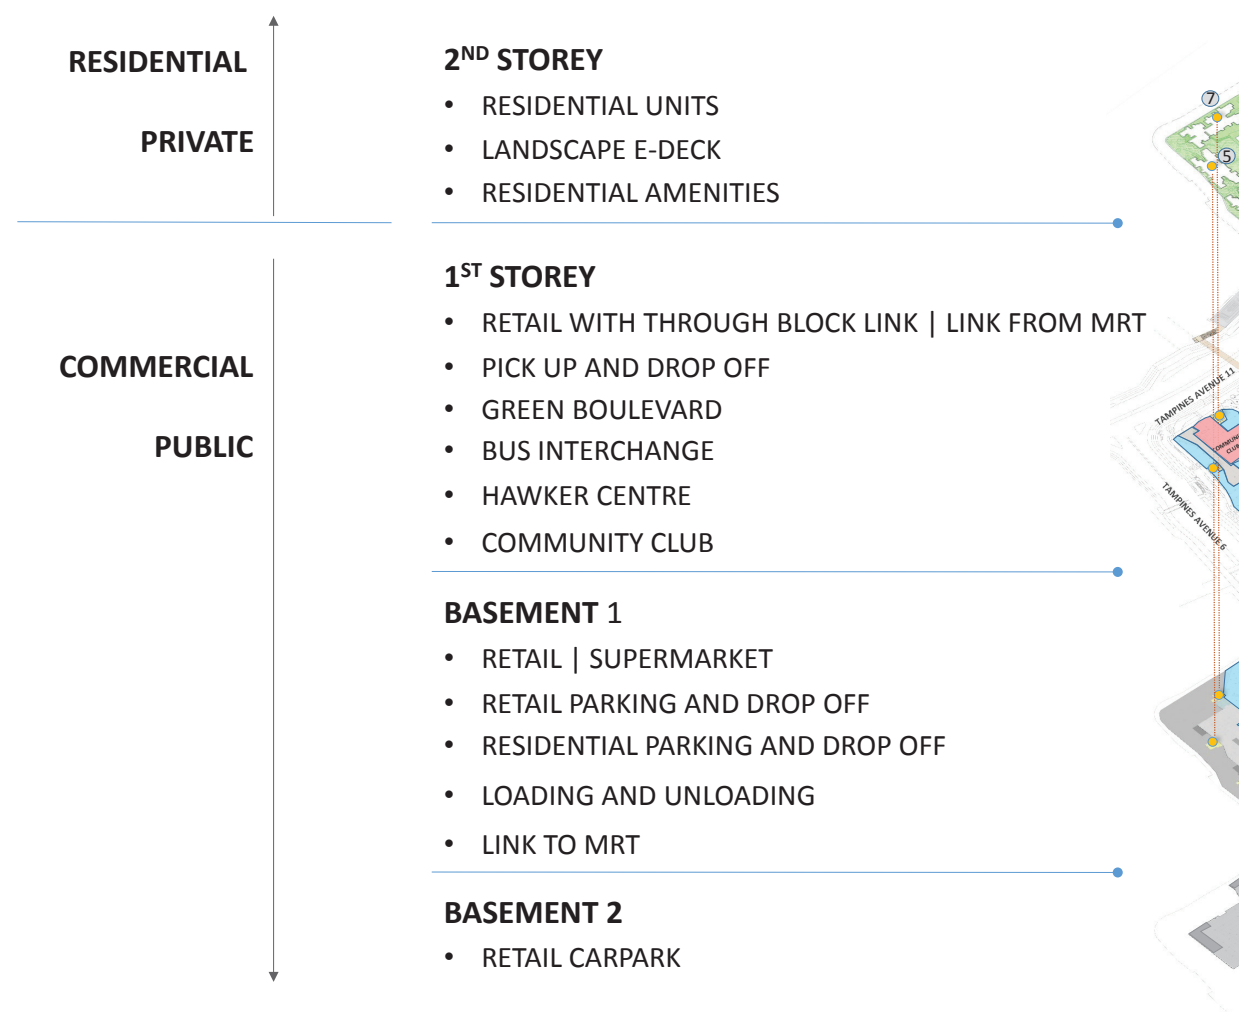 RESIDENTIAL
PRIVATE
2ND STOREY
• RESIDENTIAL UNITS
• LANDSCAPE E-DECK
• RESIDENTIAL AMENITIES
COMMERCIAL
PUBLIC
1ST STOREY
• RETAIL WITH THROUGH BLOCK LINK | LINK FROM MRT
• PICK UP AND DROP OFF
• GREEN BOULEVARD
• BUS INTERCHANGE
• HAWKER CENTRE
• COMMUNITY CLUB
BASEMENT 1
• RETAIL | SUPERMARKET
• RETAIL PARKING AND DROP OFF
• RESIDENTIAL PARKING AND DROP OFF
• LOADING AND UNLOADING
• LINK TO MRT
BASEMENT 2
• RETAIL CARPARK
7
5
TAMPINES AVENUE 11
TAMPINES AVENUE 6